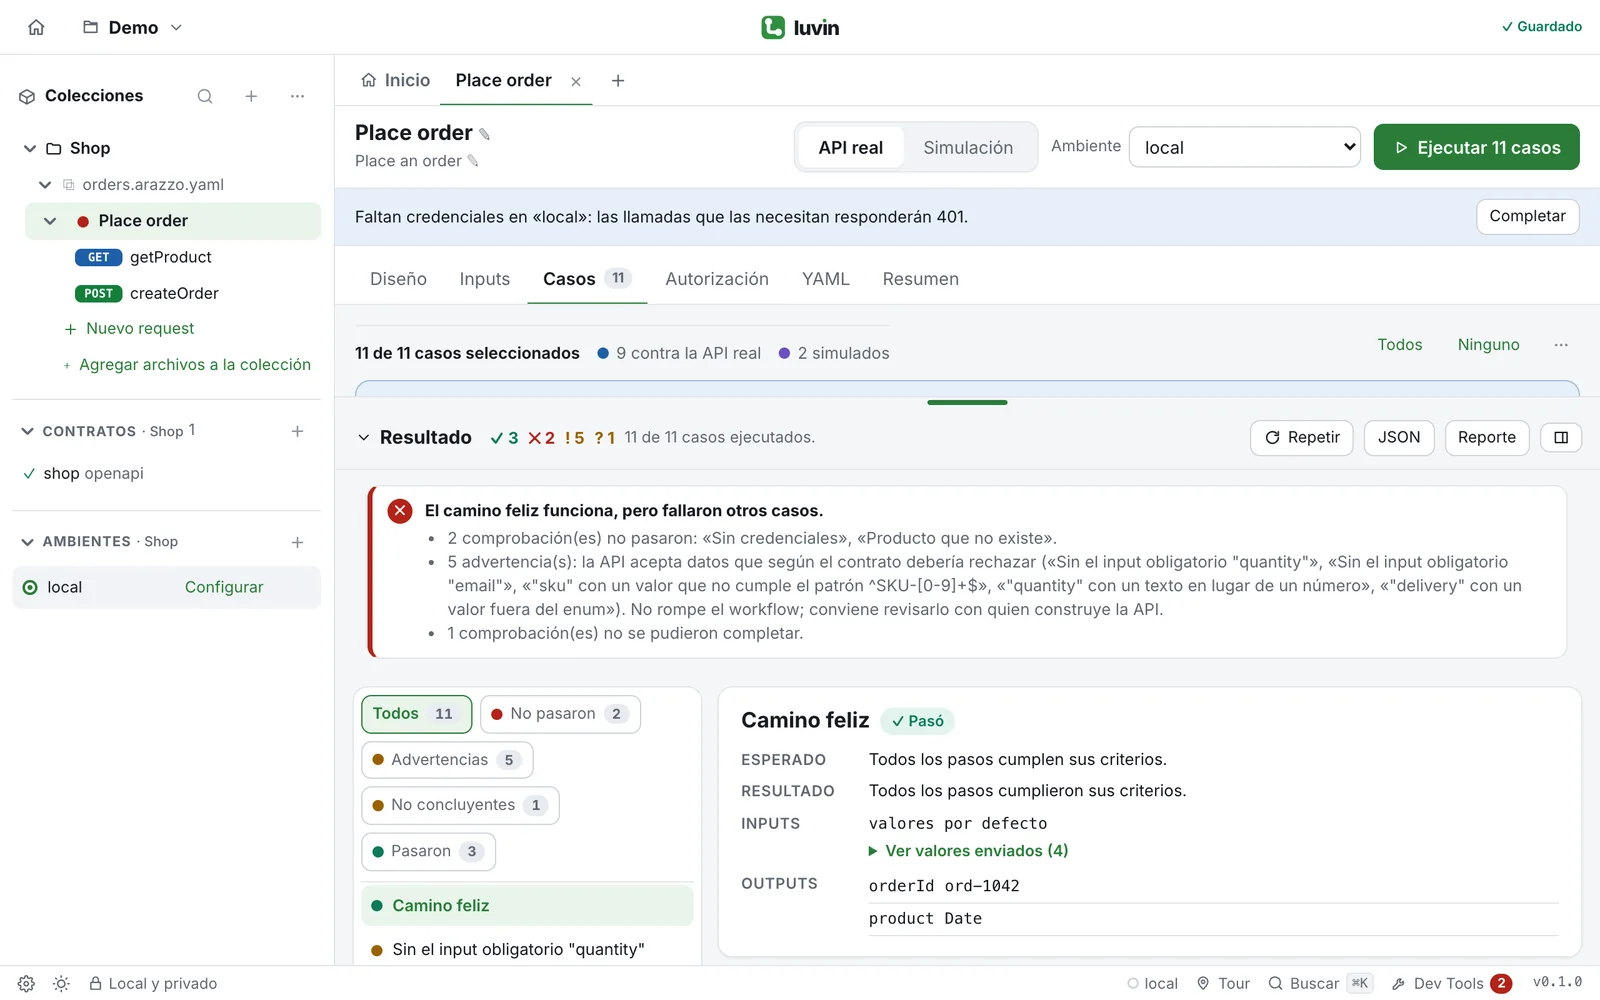 Demo
luvin
Guardado
Colecciones
Shop
orders.arazzo.yaml
Place order
GET getProduct
POST createOrder
+ Nuevo request
+ Agregar archivos a la colección
CONTRATOS · Shop 1
shop openapi
AMBIENTES · Shop
local Configurar
Inicio Place order
Place order
Place an order
API real Simulación Ambiente local Ejecutar 11 casos
Faltan credenciales en «local»: las llamadas que las necesitan responderán 401. Completar
Diseño Inputs Casos 11 Autorización YAML Resumen
11 de 11 casos seleccionados 9 contra la API real 2 simulados Todos Ninguno ...
Resultado ✓ 3 ✕ 2 ! 5 ? 1 11 de 11 casos ejecutados. Repetir JSON Reporte
El camino feliz funciona, pero fallaron otros casos.
• 2 comprobación(es) no pasaron: «Sin credenciales», «Producto que no existe».
• 5 advertencia(s): la API acepta datos que según el contrato debería rechazar («Sin el input obligatorio "quantity"», «Sin el input obligatorio
"email"», «"sku" con un valor que no cumple el patrón ^SKU-[0-9]+$», «"quantity" con un texto en lugar de un número», «"delivery" con un
valor fuera del enum»). No rompe el workflow; conviene revisarlo con quien construye la API.
• 1 comprobación(es) no se pudieron completar.
Todos 11 No pasaron 2
Advertencias 5
No concluyentes 1
Pasaron 3
Camino feliz
Sin el input obligatorio "quantity"
Camino feliz ✓ Pasó
ESPERADO Todos los pasos cumplen sus criterios.
RESULTADO Todos los pasos cumplieron sus criterios.
INPUTS valores por defecto
Ver valores enviados (4)
OUTPUTS orderId ord-1042
product Date
Local y privado
local Tour Buscar ⌘K Dev Tools 2 v0.1.0